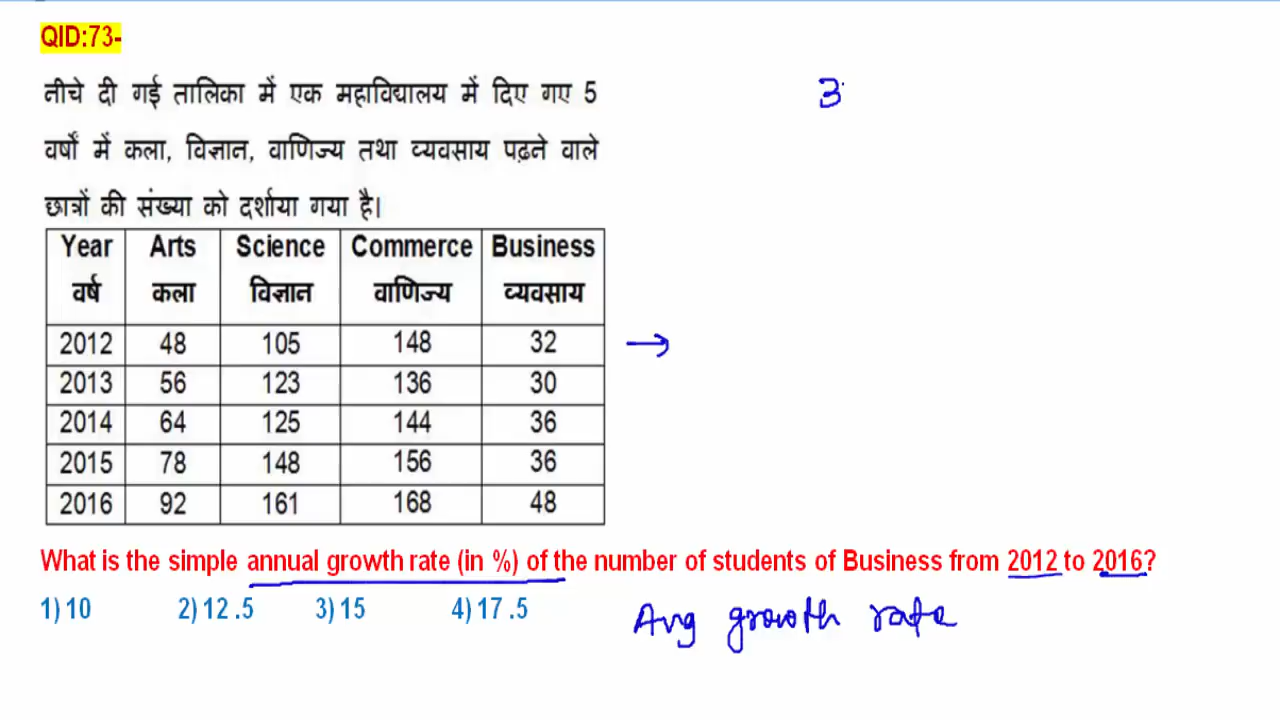 QID:73-
नीचे दी गई तालिका में एक महाविद्यालय में दिए गए 5
वर्षों में कला, विज्ञान, वाणिज्य तथा व्यवसाय पढ़ने वाले
छात्रों की संख्या को दर्शाया गया है।
3
Year Arts Science Commerce Business
वर्ष कला विज्ञान वाणिज्य व्यवसाय
2012 48 105 148 32
2013 56 123 136 30
2014 64 125 144 36
2015 78 148 156 36
2016 92 161 168 48
What is the simple annual growth rate (in %) of the number of students of Business from 2012 to 2016?
1) 10 2) 12 .5 3) 15 4) 17 .5
Avg growth rate